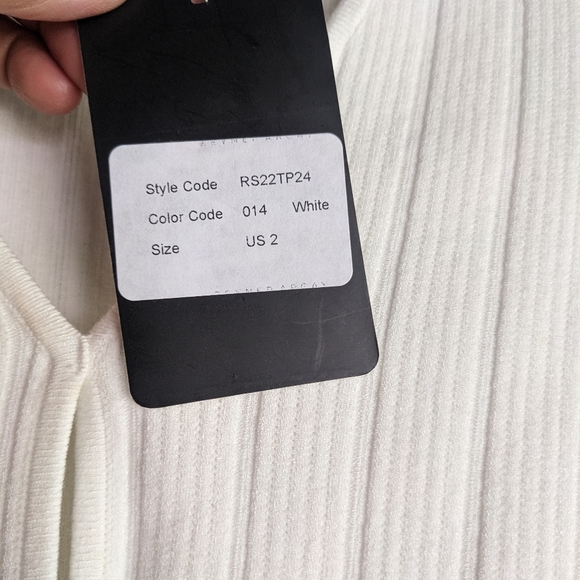 Style Code RS22TP24
Color Code 014 White
Size US 2